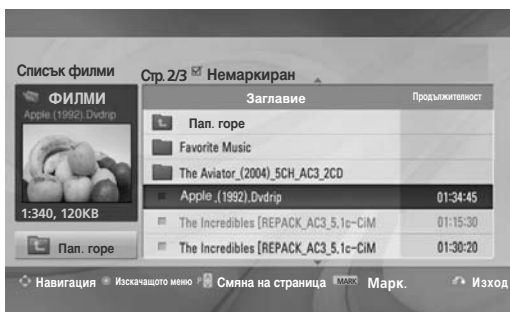 Списък филми
Стр. 2/3 Немаркиран
ФИЛМИ
Apple (1992) Dvdrip
1:340, 120KB
Пап. горе
Заглавие Продължителност
Пап. горе
Favorite Music
The Aviator_(2004)_5CH_AC3_2CD
Apple_(1992).Dvdrip 01:34:45
The Incredibles [REPACK_AC3_5,1c-CiM 01:15:30
The Incredibles [REPACK_AC3_5,1c-CiM 01:30:20
Навигация Изскачащото меню P Смяна на страница MARK Марк. Изход